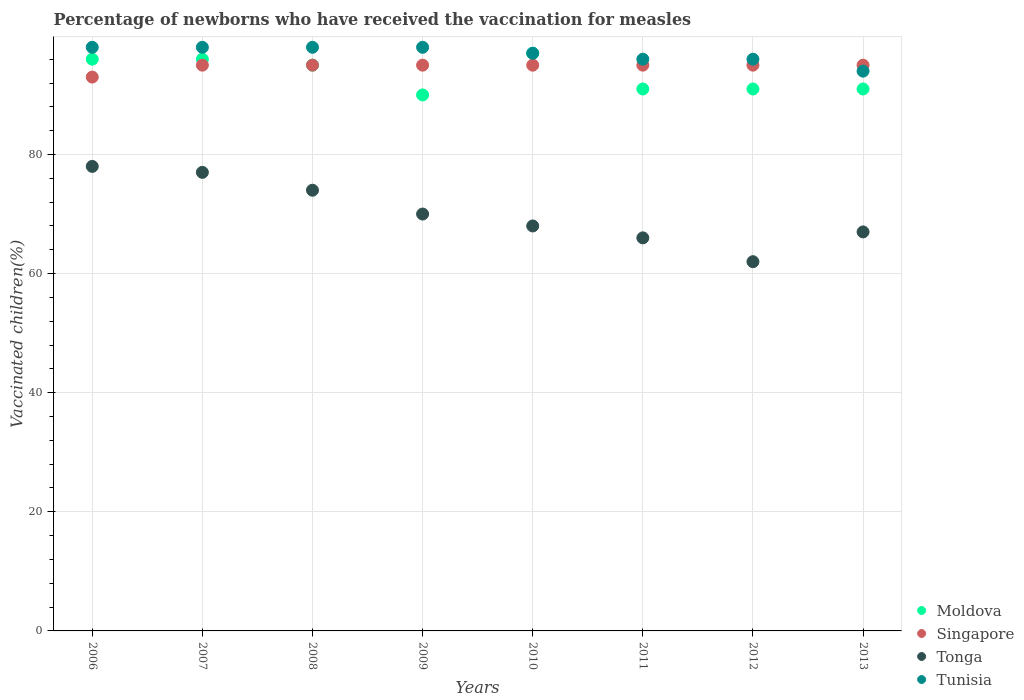 Percentage of newborns who have received the vaccination for measles
Vaccinated children(%)
80
60
40
20
0
2006
2007
2008
2009
2010
2011
2012
2013
Years
Moldova
Singapore
Tonga
Tunisia